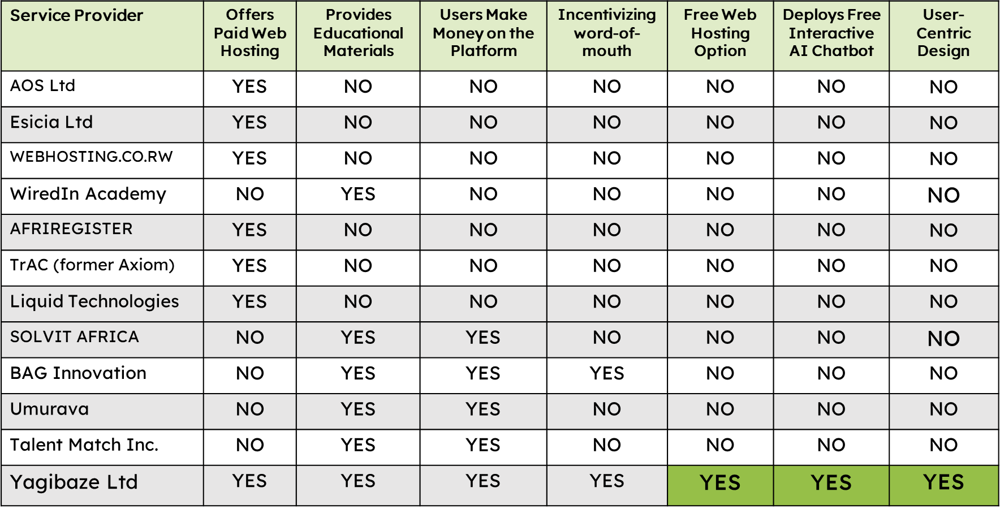 Service Provider
Offers
Paid Web
Hosting
Provides
Educational
Materials
Users Make
Money on the
Platform
Incentivizing
word-of-
mouth
Free Web
Hosting
Option
Deploys Free
Interactive
AI Chatbot
User-
Centric
Design
AOS Ltd YES NO NO NO NO NO NO
Esicia Ltd YES NO NO NO NO NO NO
WEBHOSTING.CO.RW YES NO NO NO NO NO NO
WiredIn Academy NO YES NO NO NO NO NO
AFRIREGISTER YES NO NO NO NO NO NO
TrAC (former Axiom) YES NO NO NO NO NO NO
Liquid Technologies YES NO NO NO NO NO NO
SOLVIT AFRICA NO YES YES NO NO NO NO
BAG Innovation NO YES YES YES NO NO NO
Umurava NO YES YES NO NO NO NO
Talent Match Inc. NO YES YES NO NO NO NO
Yagibaze Ltd YES YES YES YES YES YES YES